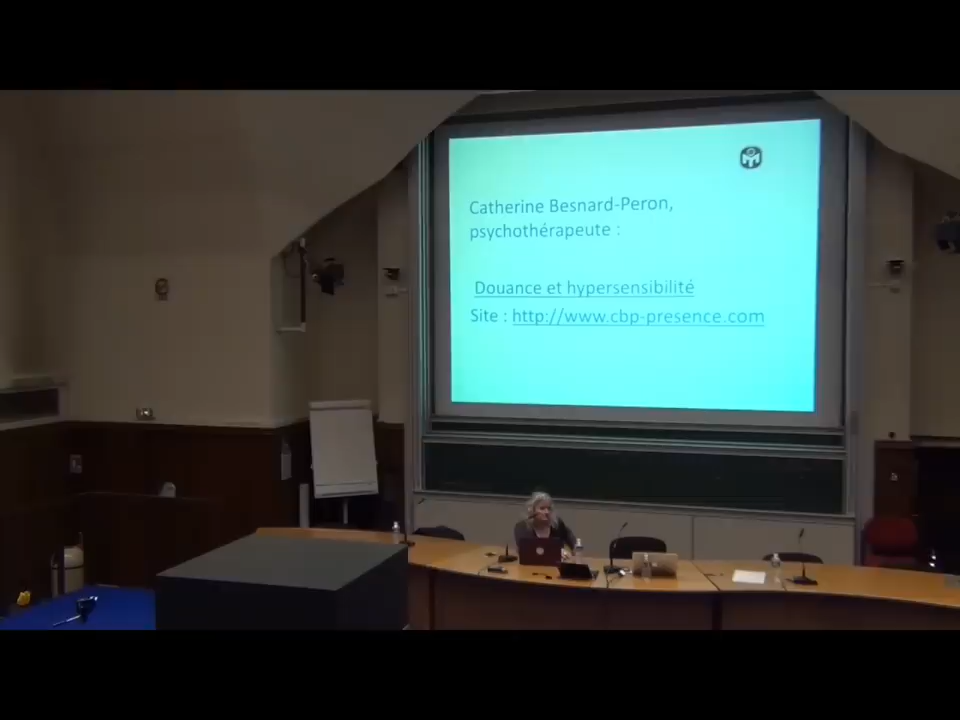 Catherine Besnard-Peron,
psychothérapeute :
Douance et hypersensibilité
Site : http://www.cbp-presence.com